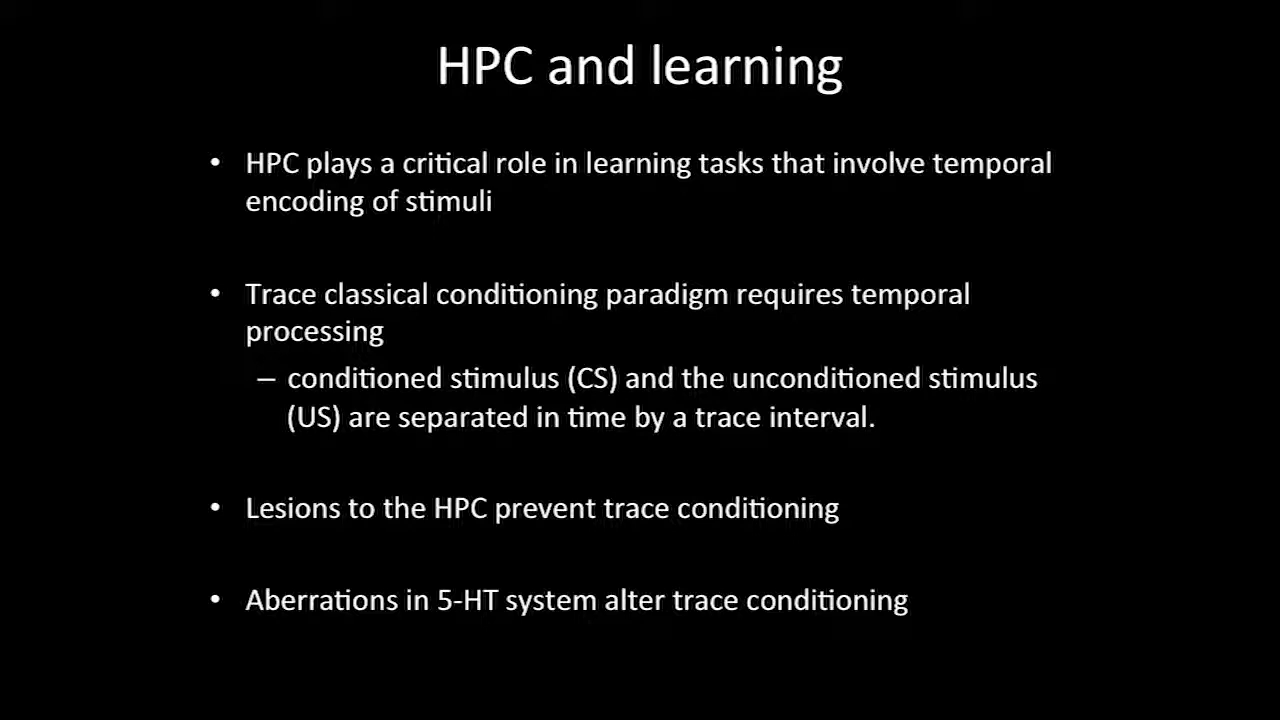 HPC and learning
• HPC plays a critical role in learning tasks that involve temporal
encoding of stimuli
• Trace classical conditioning paradigm requires temporal
processing
– conditioned stimulus (CS) and the unconditioned stimulus
(US) are separated in time by a trace interval.
• Lesions to the HPC prevent trace conditioning
• Aberrations in 5-HT system alter trace conditioning